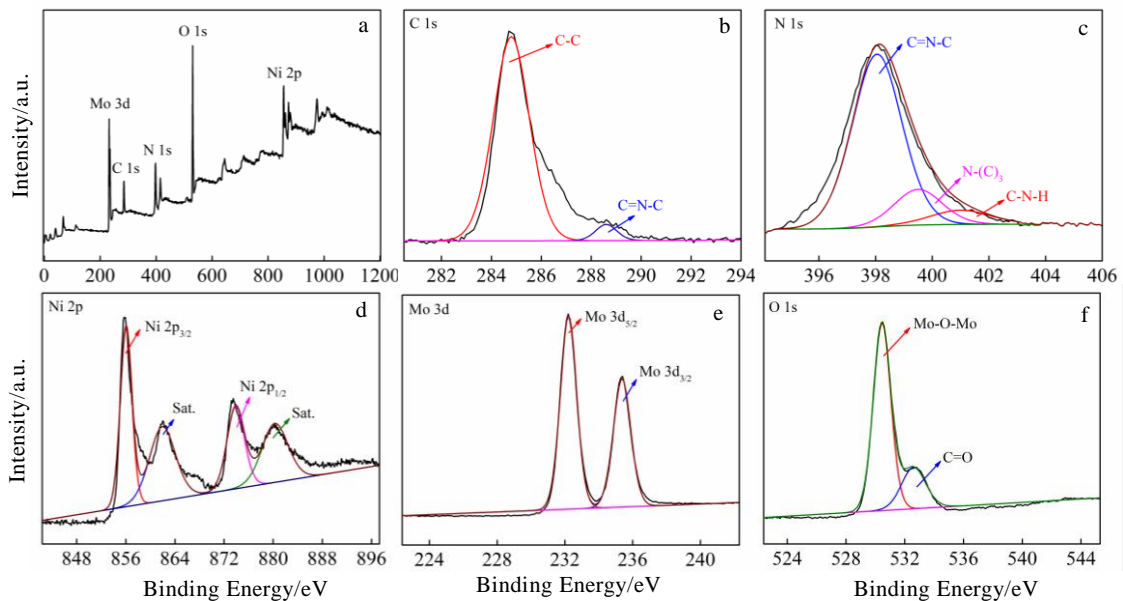 a
O 1s
Ni 2p
Mo 3d
N 1s
C 1s
0 200 400 600 800 1000 1200
C 1s
b
C-C
C=N-C
282 284 286 288 290 292 294
N 1s
c
C=N-C
N-(C)₃
C-N-H
396 398 400 402 404 406
Intensity/a.u.
Ni 2p
d
Ni 2p₃/₂
Sat.
Ni 2p₁/₂
Sat.
848 856 864 872 880 888 896
Binding Energy/eV
Mo 3d
e
Mo 3d₅/₂
Mo 3d₃/₂
224 228 232 236 240
Binding Energy/eV
O 1s
f
Mo-O-Mo
C=O
524 528 532 536 540 544
Binding Energy/eV
Intensity/a.u.